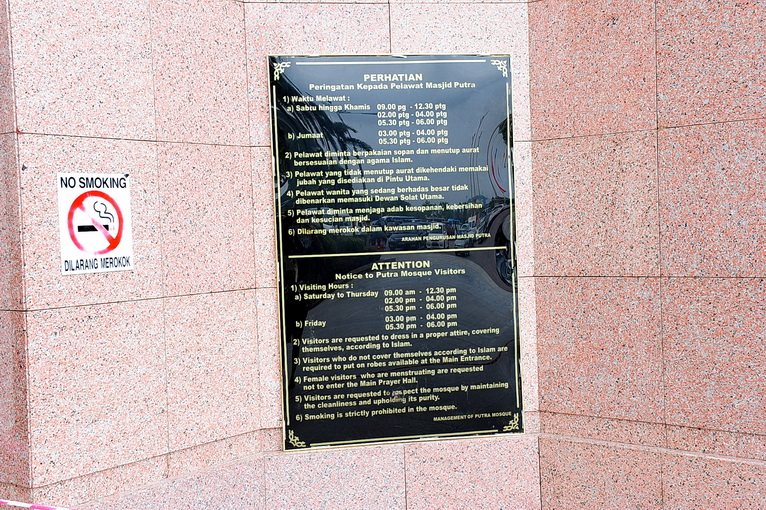 NO SMOKING
DILARANG MEROKOK
PERHATIAN
Peringatan Kepada Pelawat Masjid Putra
1) Waktu Melawat :
a) Sabtu hingga Khamis 09.00 pg - 12.30 ptg
02.00 ptg - 04.00 ptg
05.30 ptg - 06.00 ptg
b) Jumaat 03.00 ptg - 04.00 ptg
05.30 ptg - 06.00 ptg
2) Pelawat diminta berpakaian sopan dan menutup aurat
bersesuaian dengan agama Islam.
3) Pelawat yang tidak menutup aurat dikehendaki memakai
jubah yang disediakan di Pintu Utama.
4) Pelawat wanita yang sedang berhadas besar tidak
dibenarkan memasuki Dewan Solat Utama.
5) Pelawat diminta menjaga adab kesopanan, kebersihan
dan kesucian masjid.
6) Dilarang merokok dalam kawasan masjid.
ARAHAN PENGURUSAN MASJID PUTRA
ATTENTION
Notice to Putra Mosque Visitors
1) Visiting Hours :
a) Saturday to Thursday 09.00 am - 12.30 pm
02.00 pm - 04.00 pm
05.30 pm - 06.00 pm
b) Friday 03.00 pm - 04.00 pm
05.30 pm - 06.00 pm
2) Visitors are requested to dress in a proper attire, covering
themselves, according to Islam.
3) Visitors who do not cover themselves according to Islam are
required to put on robes available at the Main Entrance.
4) Female visitors who are menstruating are requested
not to enter the Main Prayer Hall.
5) Visitors are requested to respect the mosque by maintaining
the cleanliness and upholding its purity.
6) Smoking is strictly prohibited in the mosque.
MANAGEMENT OF PUTRA MOSQUE